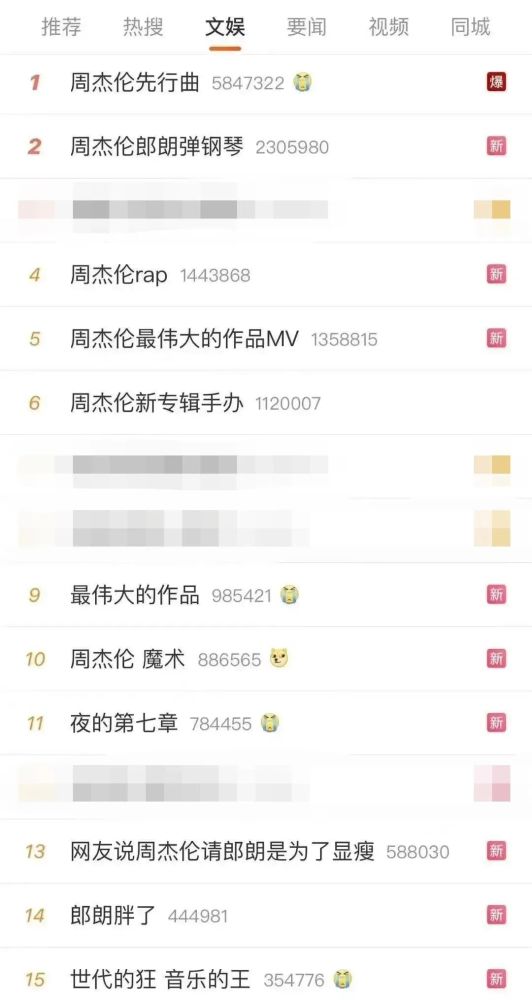 推荐 热搜 文娱 要闻 视频 同城
1 周杰伦先行曲 5847322 爆
2 周杰伦郎朗弹钢琴 2305980 新
4 周杰伦rap 1443868 新
5 周杰伦最伟大的作品MV 1358815 新
6 周杰伦新专辑手办 1120007
9 最伟大的作品 985421 新
10 周杰伦 魔术 886565 新
11 夜的第七章 784455 新
13 网友说周杰伦请郎朗是为了显瘦 588030 新
14 郎朗胖了 444981 新
15 世代的狂 音乐的王 354776 新